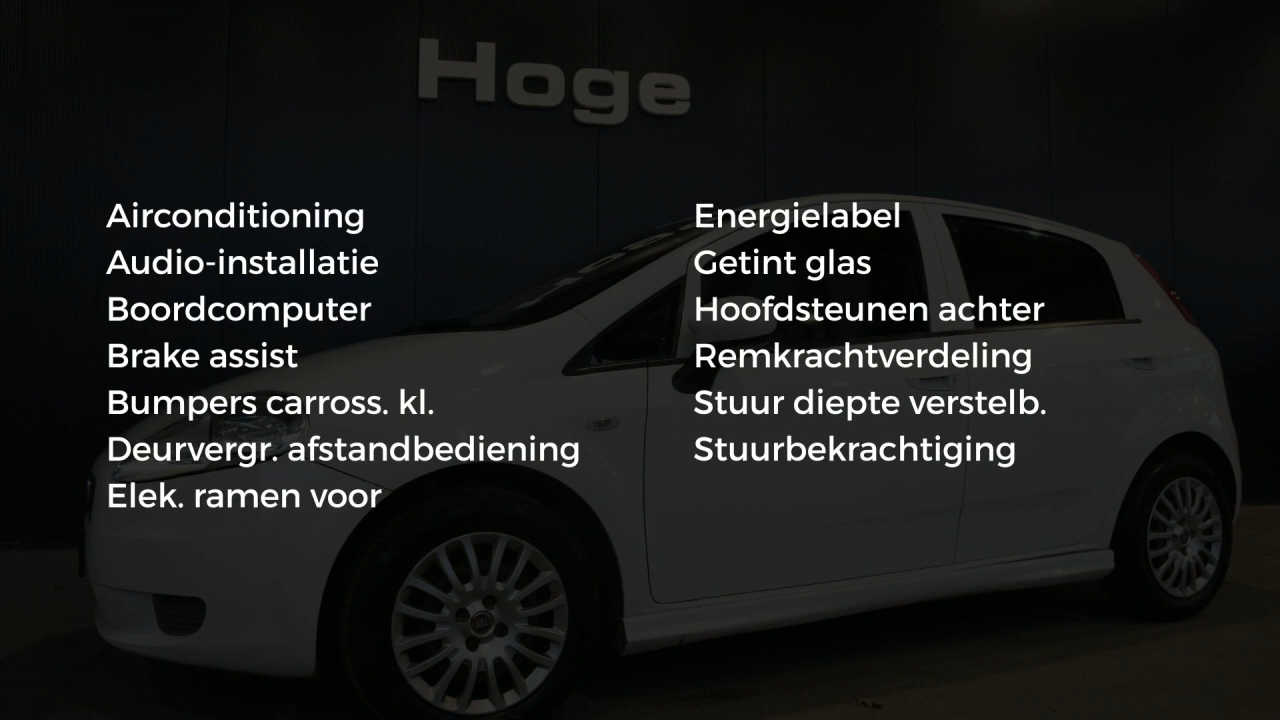 Hoge
Airconditioning
Audio-installatie
Boordcomputer
Brake assist
Bumpers carross. kl.
Deurvergr. afstandbediening
Elek. ramen voor
Energielabel
Getint glas
Hoofdsteunen achter
Remkrachtverdeling
Stuur diepte verstelb.
Stuurbekrachtiging